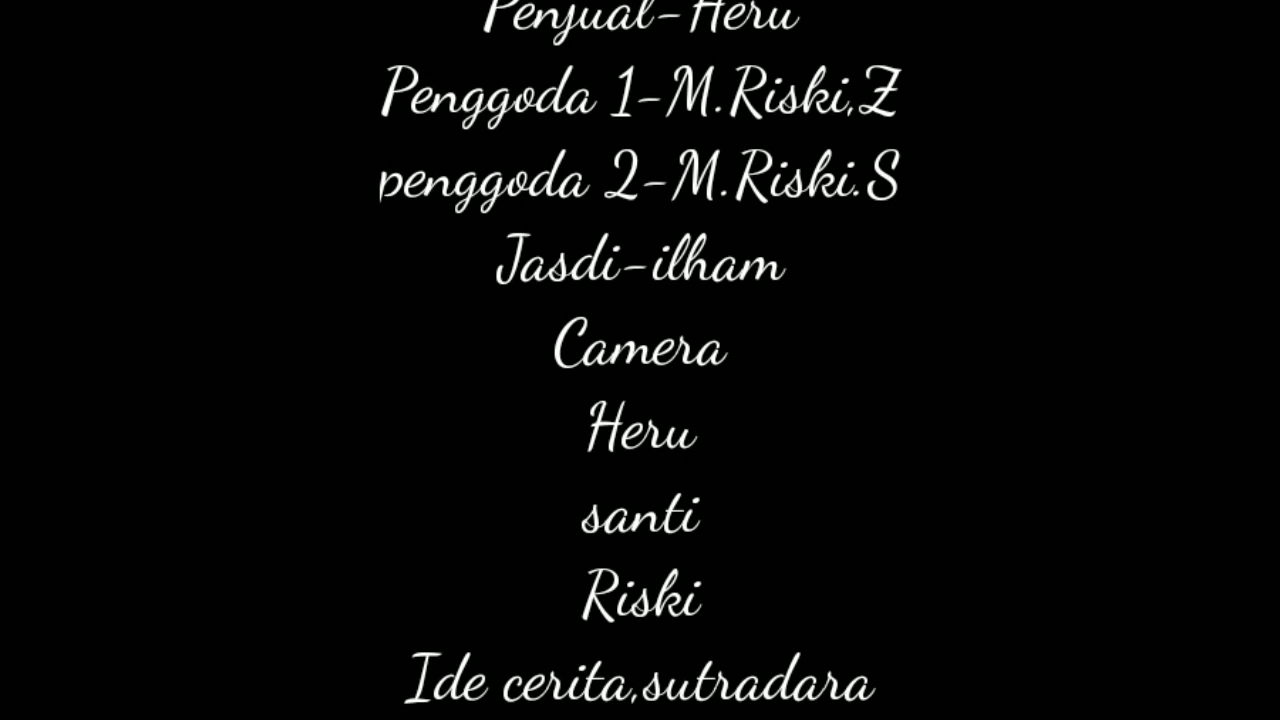 Penjual-Heru
Penggoda 1-M.Riski,Z
penggoda 2-M.Riski.S
Jasdi-ilham
Camera
Heru
santi
Riski
Ide cerita,sutradara